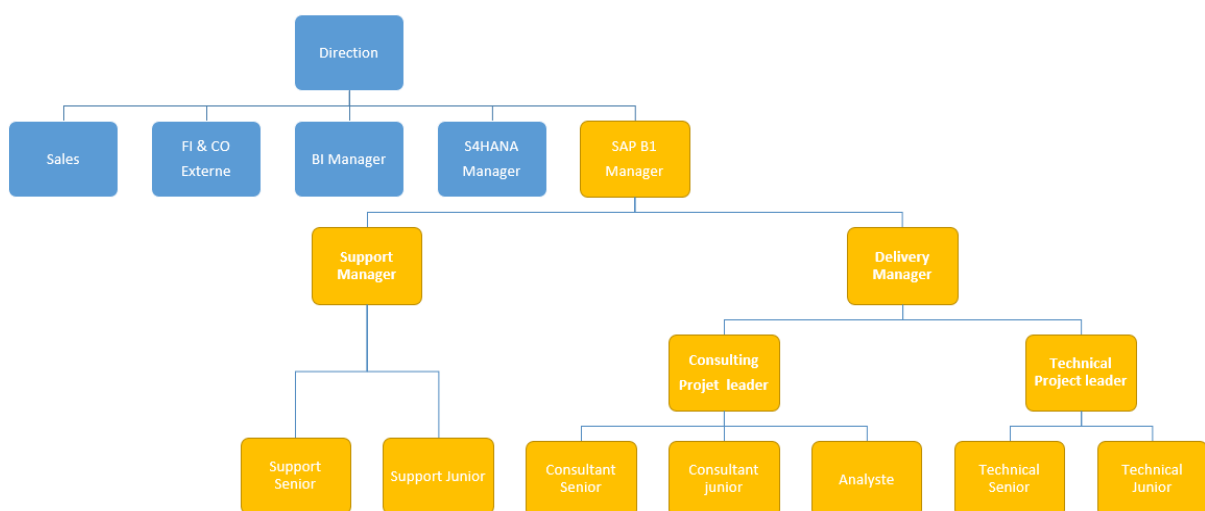 Direction
Sales
FI & CO
Externe
BI Manager
S4HANA
Manager
SAP B1
Manager
Support
Manager
Delivery
Manager
Consulting
Projet leader
Technical
Project leader
Support
Senior
Support Junior
Consultant
Senior
Consultant
junior
Analyste
Technical
Senior
Technical
Junior